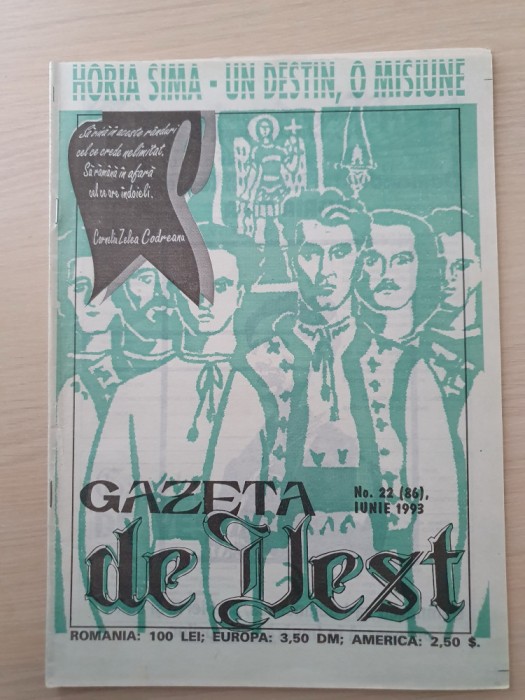 HORIA SIMA - UN DESTIN, O MISIUNE
Să vină în aceste rânduri
cel ce crede nelimitat.
Să rămână în afară
cel ce are îndoieli.
Corneliu Zelea Codreanu
GAZETA
de Vest
No. 22 (86),
IUNIE 1993
ROMANIA: 100 LEI; EUROPA: 3,50 DM; AMERICA: 2,50 $.